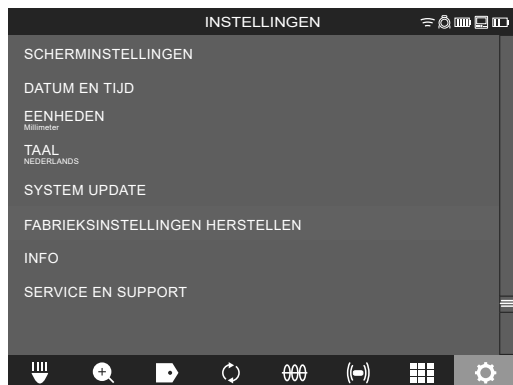 INSTELLINGEN
SCHERMINSTELLINGEN
DATUM EN TIJD
EENHEDEN
Millimeter
TAAL
NEDERLANDS
SYSTEM UPDATE
FABRIEKSINSTELLINGEN HERSTELLEN
INFO
SERVICE EN SUPPORT